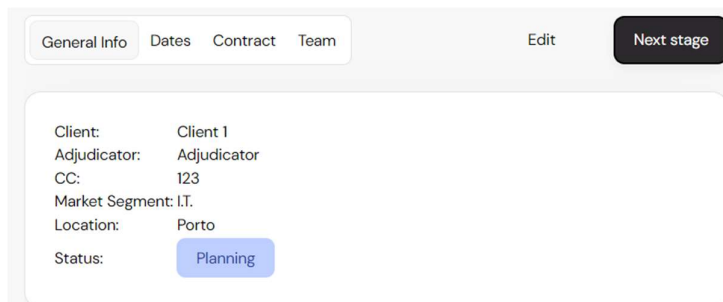 General Info Dates Contract Team Edit Next stage
Client: Client 1
Adjudicator: Adjudicator
CC: 123
Market Segment: I.T.
Location: Porto
Status: Planning